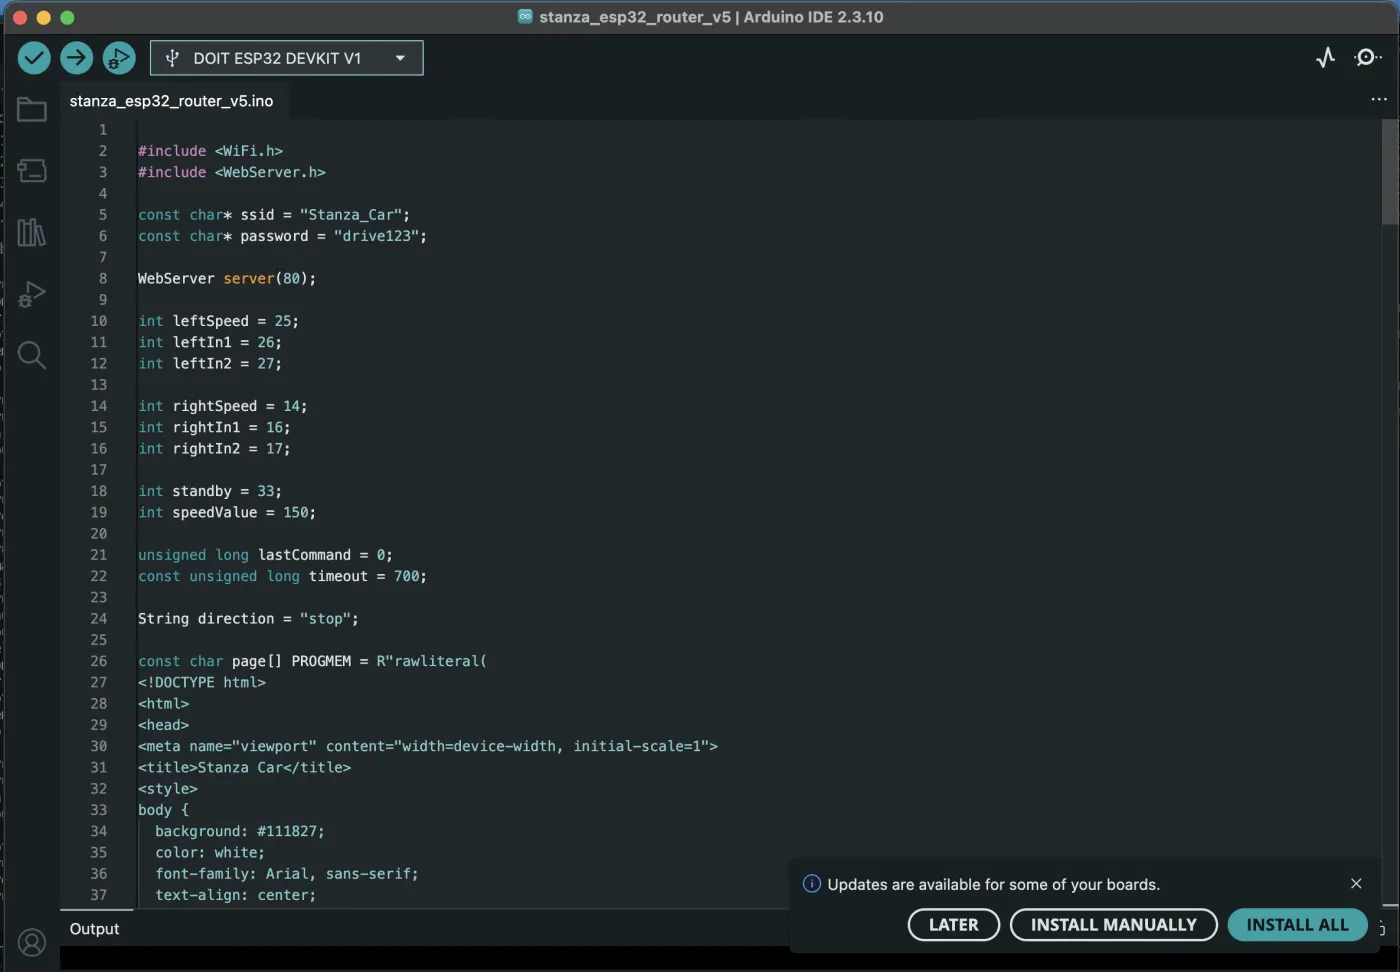 stanza_esp32_router_v5 | Arduino IDE 2.3.10
DOIT ESP32 DEVKIT V1
stanza_esp32_router_v5.ino
1
2 #include <WiFi.h>
3 #include <WebServer.h>
4
5 const char* ssid = "Stanza_Car";
6 const char* password = "drive123";
7
8 WebServer server(80);
9
10 int leftSpeed = 25;
11 int leftIn1 = 26;
12 int leftIn2 = 27;
13
14 int rightSpeed = 14;
15 int rightIn1 = 16;
16 int rightIn2 = 17;
17
18 int standby = 33;
19 int speedValue = 150;
20
21 unsigned long lastCommand = 0;
22 const unsigned long timeout = 700;
23
24 String direction = "stop";
25
26 const char page[] PROGMEM = R"rawliteral(
27 <!DOCTYPE html>
28 <html>
29 <head>
30 <meta name="viewport" content="width=device-width, initial-scale=1">
31 <title>Stanza Car</title>
32 <style>
33 body {
34 background: #111827;
35 color: white;
36 font-family: Arial, sans-serif;
37 text-align: center;
Updates are available for some of your boards.
LATER INSTALL MANUALLY INSTALL ALL
Output